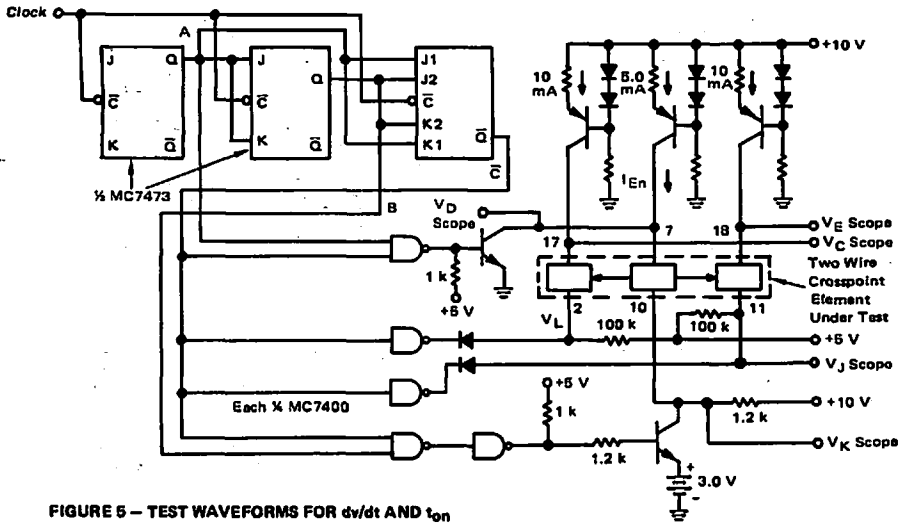 Clock
A
J Q
C̅
K Q̅
J
Q
C̅
K Q̅
J1
J2
C̅
K2
K1
Q̅
C̅
½ MC7473
B
+10 V
10 mA
5.0 mA
10 mA
I En
V D Scope
17
7
18
V E Scope
V C Scope
Two Wire
Crosspoint
Element
Under Test
1 k
+5 V
V L
2
10
11
100 k
100 k
+5 V
V J Scope
Each ¼ MC7400
+5 V
1 k
1.2 k
1.2 k
+10 V
V K Scope
+
3.0 V
-
FIGURE 5 – TEST WAVEFORMS FOR dv/dt AND t on